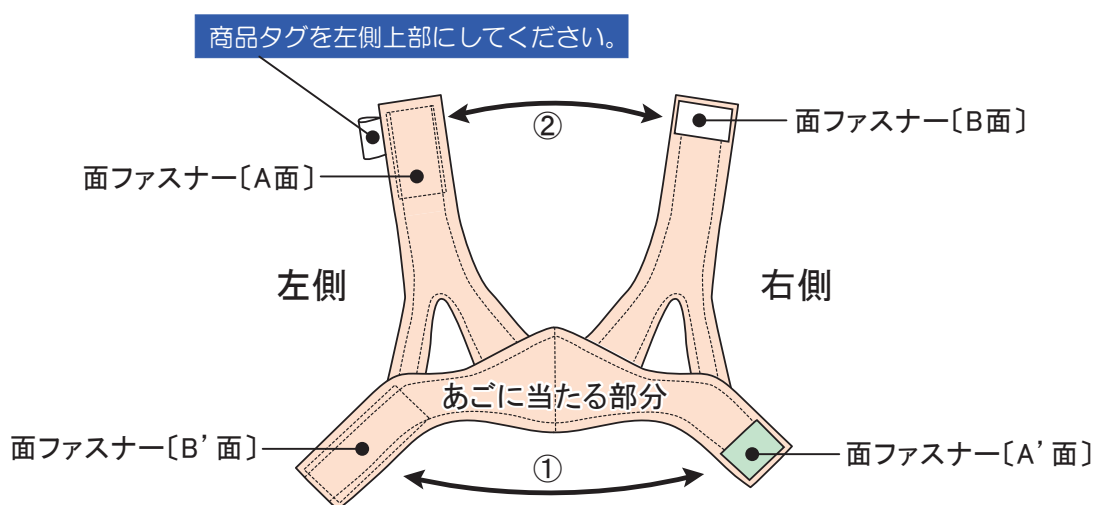 商品タグを左側上部にしてください。
②
面ファスナー〔B面〕
面ファスナー〔A面〕
左側
右側
あごに当たる部分
面ファスナー〔B’面〕
面ファスナー〔A’面〕
①